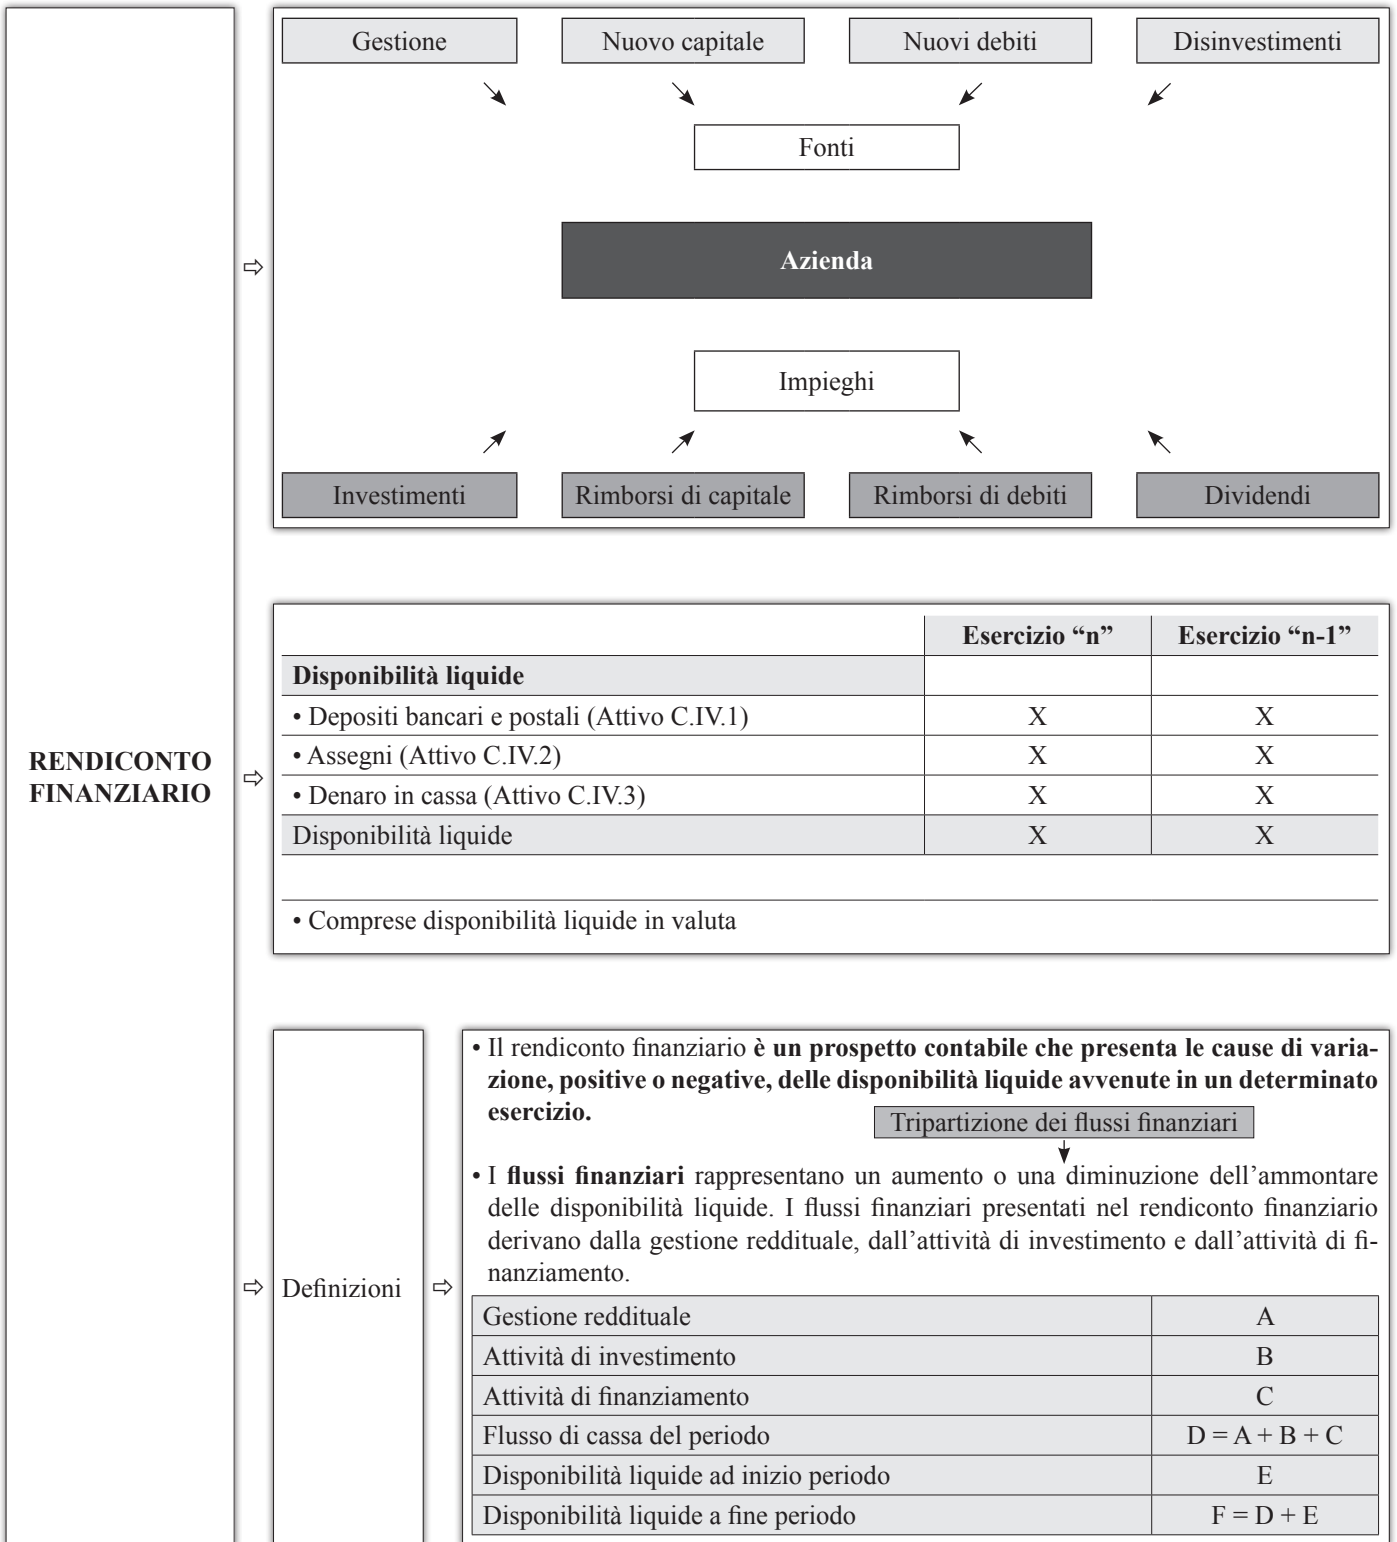 RENDICONTO
FINANZIARIO
⇨
Gestione Nuovo capitale Nuovi debiti Disinvestimenti
Fonti
Azienda
Impieghi
Investimenti Rimborsi di capitale Rimborsi di debiti Dividendi
⇨
Esercizio “n” Esercizio “n-1”
Disponibilità liquide
• Depositi bancari e postali (Attivo C.IV.1) X X
• Assegni (Attivo C.IV.2) X X
• Denaro in cassa (Attivo C.IV.3) X X
Disponibilità liquide X X
• Comprese disponibilità liquide in valuta
⇨
Definizioni
⇨
• Il rendiconto finanziario è un prospetto contabile che presenta le cause di varia-
zione, positive o negative, delle disponibilità liquide avvenute in un determinato
esercizio.
Tripartizione dei flussi finanziari
• I flussi finanziari rappresentano un aumento o una diminuzione dell’ammontare
delle disponibilità liquide. I flussi finanziari presentati nel rendiconto finanziario
derivano dalla gestione reddituale, dall’attività di investimento e dall’attività di fi-
nanziamento.
Gestione reddituale A
Attività di investimento B
Attività di finanziamento C
Flusso di cassa del periodo D = A + B + C
Disponibilità liquide ad inizio periodo E
Disponibilità liquide a fine periodo F = D + E